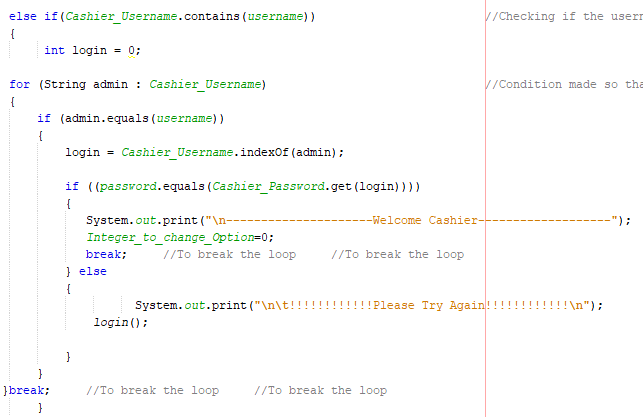 else if(Cashier_Username.contains(username)) //Checking if the usern
{
int login = 0;
for (String admin : Cashier_Username) //Condition made so tha
{
if (admin.equals(username))
{
login = Cashier_Username.indexOf(admin);
if ((password.equals(Cashier_Password.get(login))))
{
System.out.print("\n---------------------Welcome Cashier-------------------");
Integer_to_change_Option=0;
break; //To break the loop //To break the loop
} else
{
System.out.print("\n\t!!!!!!!!!!!!Please Try Again!!!!!!!!!!!!\n");
login();
}
}
}break; //To break the loop //To break the loop
}